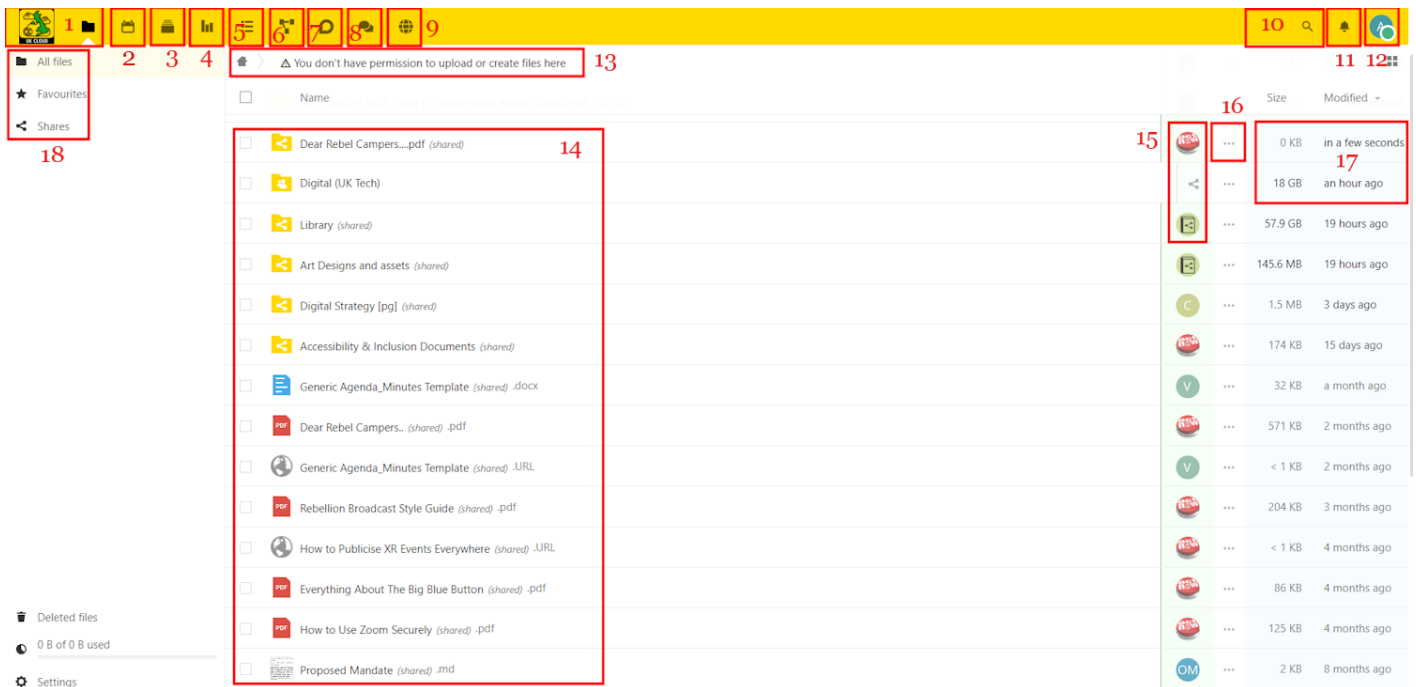 UK CLOUD
1 5 6 7 8 9 10
2 3 4 11 12
All files
⚠ You don't have permission to upload or create files here 13
Favourites
Name Size Modified
Shares
16
18
Dear Rebel Campers....pdf (shared) 14 15 ... 0 KB in a few seconds
17
Digital (UK Tech) ... 18 GB an hour ago
Library (shared) ... 57.9 GB 19 hours ago
Art Designs and assets (shared) ... 145.6 MB 19 hours ago
Digital Strategy [pg] (shared) C ... 1.5 MB 3 days ago
Accessibility & Inclusion Documents (shared) ... 174 KB 15 days ago
Generic Agenda_Minutes Template (shared) .docx V ... 32 KB a month ago
PDF Dear Rebel Campers.. (shared) .pdf ... 571 KB 2 months ago
Generic Agenda_Minutes Template (shared) .URL V ... < 1 KB 2 months ago
PDF Rebellion Broadcast Style Guide (shared) .pdf ... 204 KB 3 months ago
How to Publicise XR Events Everywhere (shared) .URL ... < 1 KB 4 months ago
PDF Everything About The Big Blue Button (shared) .pdf ... 86 KB 4 months ago
Deleted files
PDF How to Use Zoom Securely (shared) .pdf ... 125 KB 4 months ago
0 B of 0 B used
Proposed Mandate (shared) .md OM ... 2 KB 8 months ago
Settings